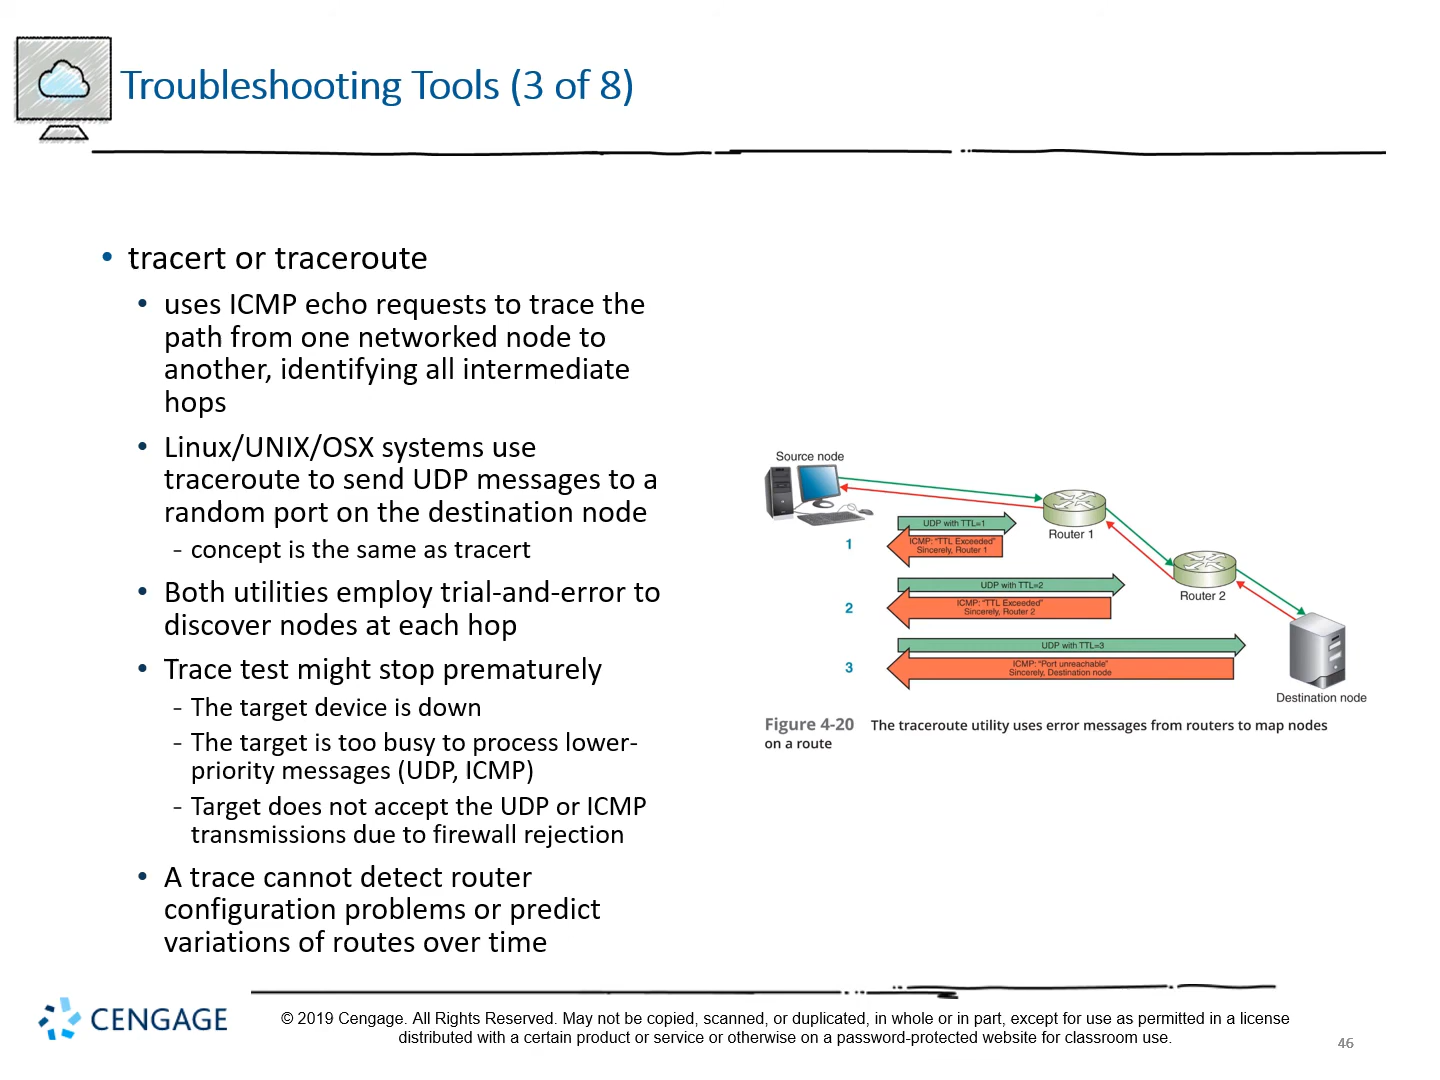 Troubleshooting Tools (3 of 8)
• tracert or traceroute
• uses ICMP echo requests to trace the
path from one networked node to
another, identifying all intermediate
hops
• Linux/UNIX/OSX systems use
traceroute to send UDP messages to a
random port on the destination node
- concept is the same as tracert
• Both utilities employ trial-and-error to
discover nodes at each hop
• Trace test might stop prematurely
- The target device is down
- The target is too busy to process lower-
priority messages (UDP, ICMP)
- Target does not accept the UDP or ICMP
transmissions due to firewall rejection
• A trace cannot detect router
configuration problems or predict
variations of routes over time
Source node
Router 1
Router 2
Destination node
1
UDP with TTL=1
ICMP: "TTL Exceeded"
Sincerely, Router 1
2
UDP with TTL=2
ICMP: "TTL Exceeded"
Sincerely, Router 2
3
UDP with TTL=3
ICMP: "Port unreachable"
Sincerely, Destination node
Figure 4-20 The traceroute utility uses error messages from routers to map nodes
on a route
CENGAGE
© 2019 Cengage. All Rights Reserved. May not be copied, scanned, or duplicated, in whole or in part, except for use as permitted in a license
distributed with a certain product or service or otherwise on a password-protected website for classroom use.
46